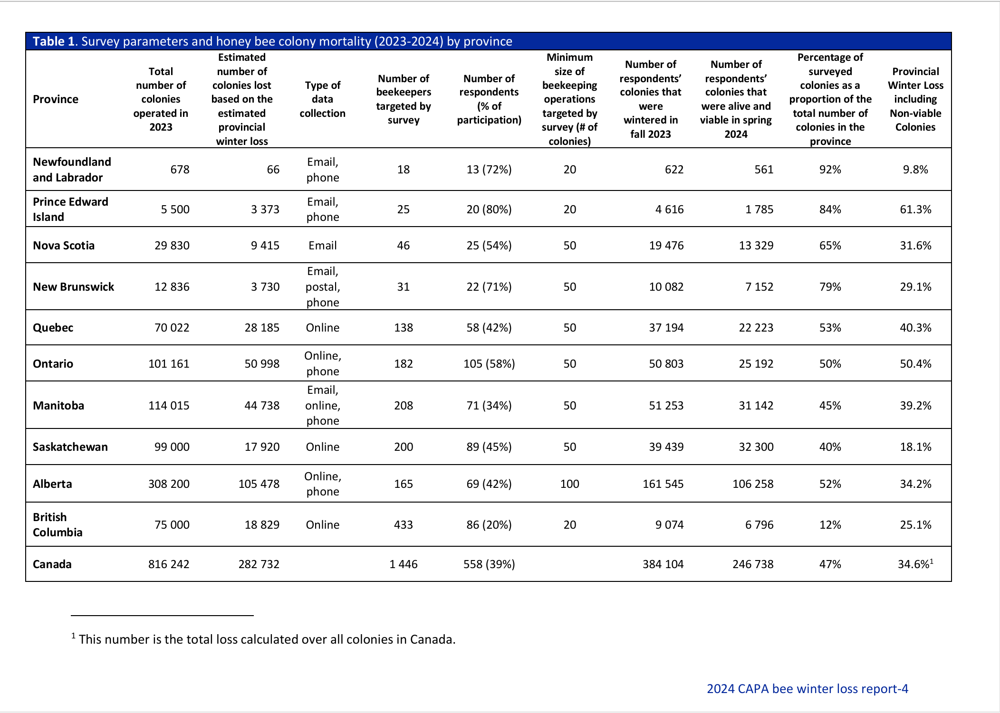 Table 1. Survey parameters and honey bee colony mortality (2023-2024) by province
Province
Total
number of
colonies
operated in
2023
Estimated
number of
colonies lost
based on the
estimated
provincial
winter loss
Type of
data
collection
Number of
beekeepers
targeted by
survey
Number of
respondents
(% of
participation)
Minimum
size of
beekeeping
operations
targeted by
survey (# of
colonies)
Number of
respondents’
colonies that
were
wintered in
fall 2023
Number of
respondents’
colonies that
were alive and
viable in spring
2024
Percentage of
surveyed
colonies as a
proportion of the
total number of
colonies in the
province
Provincial
Winter Loss
including
Non-viable
Colonies
Newfoundland
and Labrador
678
66
Email,
phone
18
13 (72%)
20
622
561
92%
9.8%
Prince Edward
Island
5 500
3 373
Email,
phone
25
20 (80%)
20
4 616
1 785
84%
61.3%
Nova Scotia
29 830
9 415
Email
46
25 (54%)
50
19 476
13 329
65%
31.6%
New Brunswick
12 836
3 730
Email,
postal,
phone
31
22 (71%)
50
10 082
7 152
79%
29.1%
Quebec
70 022
28 185
Online
138
58 (42%)
50
37 194
22 223
53%
40.3%
Ontario
101 161
50 998
Online,
phone
182
105 (58%)
50
50 803
25 192
50%
50.4%
Manitoba
114 015
44 738
Email,
online,
phone
208
71 (34%)
50
51 253
31 142
45%
39.2%
Saskatchewan
99 000
17 920
Online
200
89 (45%)
50
39 439
32 300
40%
18.1%
Alberta
308 200
105 478
Online,
phone
165
69 (42%)
100
161 545
106 258
52%
34.2%
British
Columbia
75 000
18 829
Online
433
86 (20%)
20
9 074
6 796
12%
25.1%
Canada
816 242
282 732
1 446
558 (39%)
384 104
246 738
47%
34.6%¹
¹ This number is the total loss calculated over all colonies in Canada.
2024 CAPA bee winter loss report-4